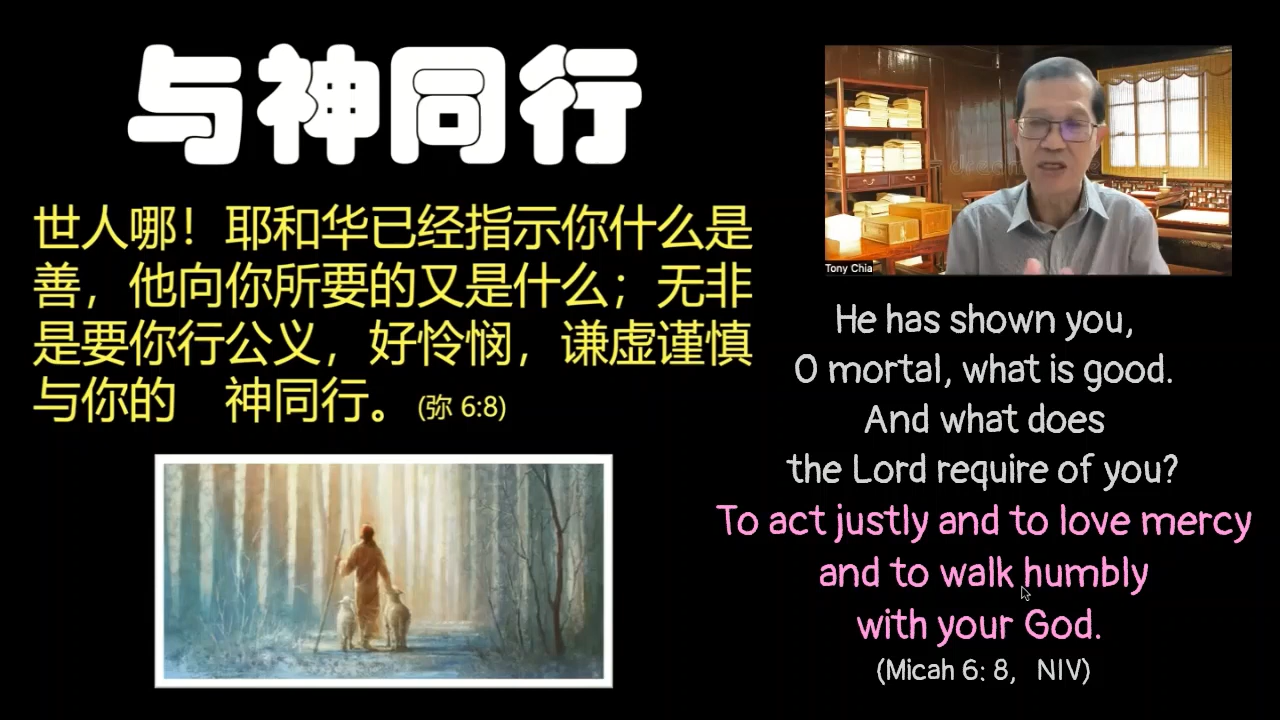 与神同行
世人哪！耶和华已经指示你什么是
善，他向你所要的又是什么；无非
是要你行公义，好怜悯，谦虚谨慎
与你的　神同行。(弥 6:8)
Tony Chia
He has shown you,
O mortal, what is good.
And what does
the Lord require of you?
To act justly and to love mercy
and to walk humbly
with your God.
(Micah 6: 8, NIV)